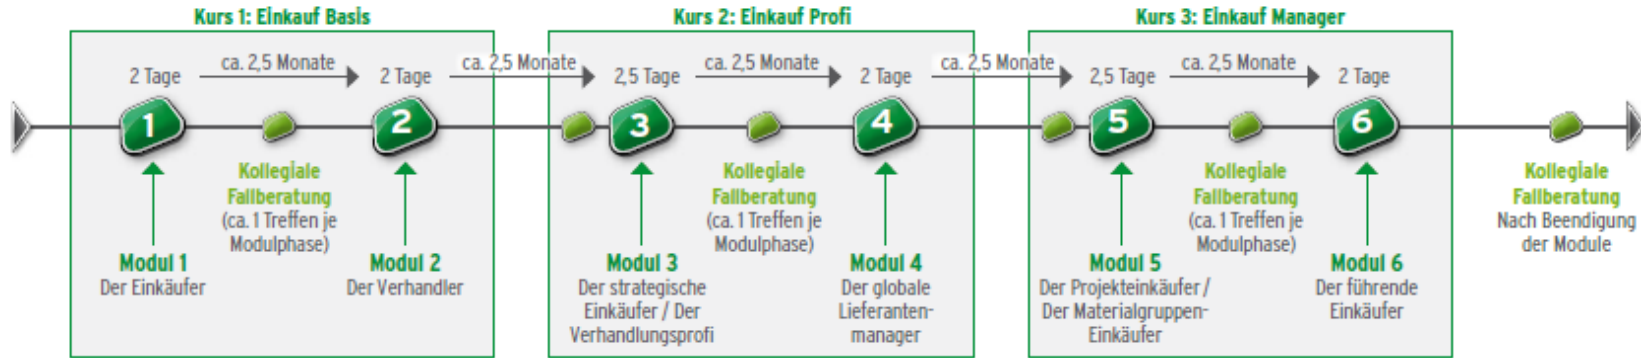 Kurs 1: Einkauf Basis
Kurs 2: Einkauf Profi
Kurs 3: Einkauf Manager
2 Tage
ca. 2,5 Monate
2 Tage
ca. 2,5 Monate
2,5 Tage
ca. 2,5 Monate
2 Tage
ca. 2,5 Monate
2,5 Tage
ca. 2,5 Monate
2 Tage
1
2
3
4
5
6
Kollegiale
Fallberatung
(ca. 1 Treffen je
Modulphase)
Kollegiale
Fallberatung
(ca. 1 Treffen je
Modulphase)
Kollegiale
Fallberatung
(ca. 1 Treffen je
Modulphase)
Kollegiale
Fallberatung
Nach Beendigung
der Module
Modul 1
Der Einkäufer
Modul 2
Der Verhandler
Modul 3
Der strategische
Einkäufer / Der
Verhandlungsprofi
Modul 4
Der globale
Lieferanten-
manager
Modul 5
Der Projekteinkäufer /
Der Materialgruppen-
Einkäufer
Modul 6
Der führende
Einkäufer